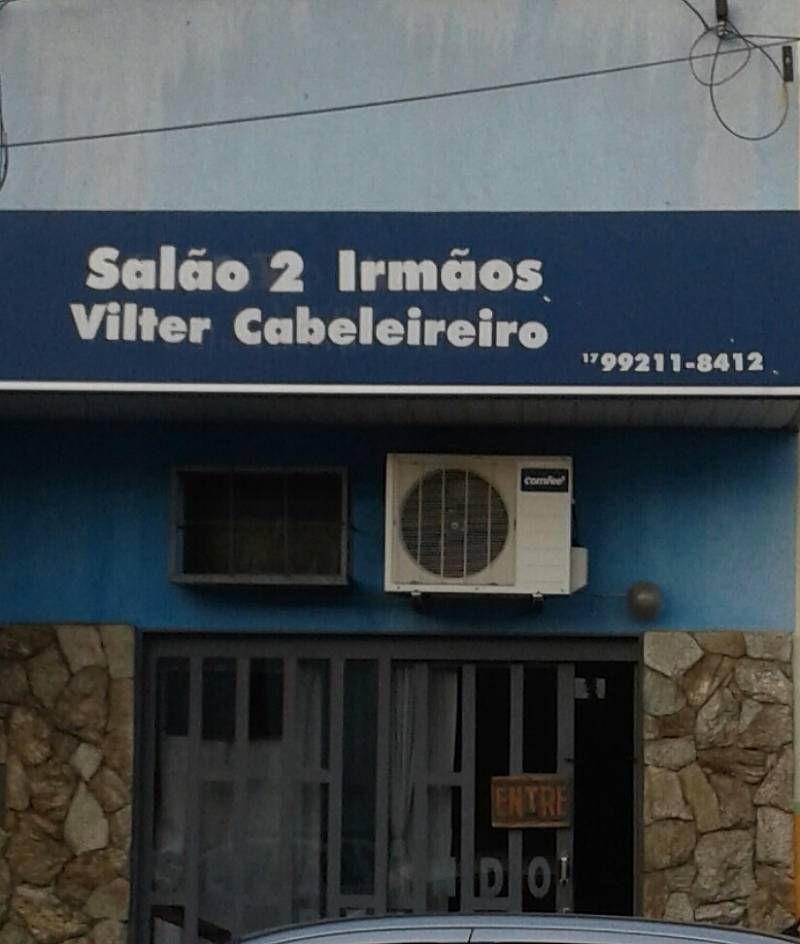 Salão 2 Irmãos
Vilter Cabeleireiro
17 99211-8412
comfee
ENTRE